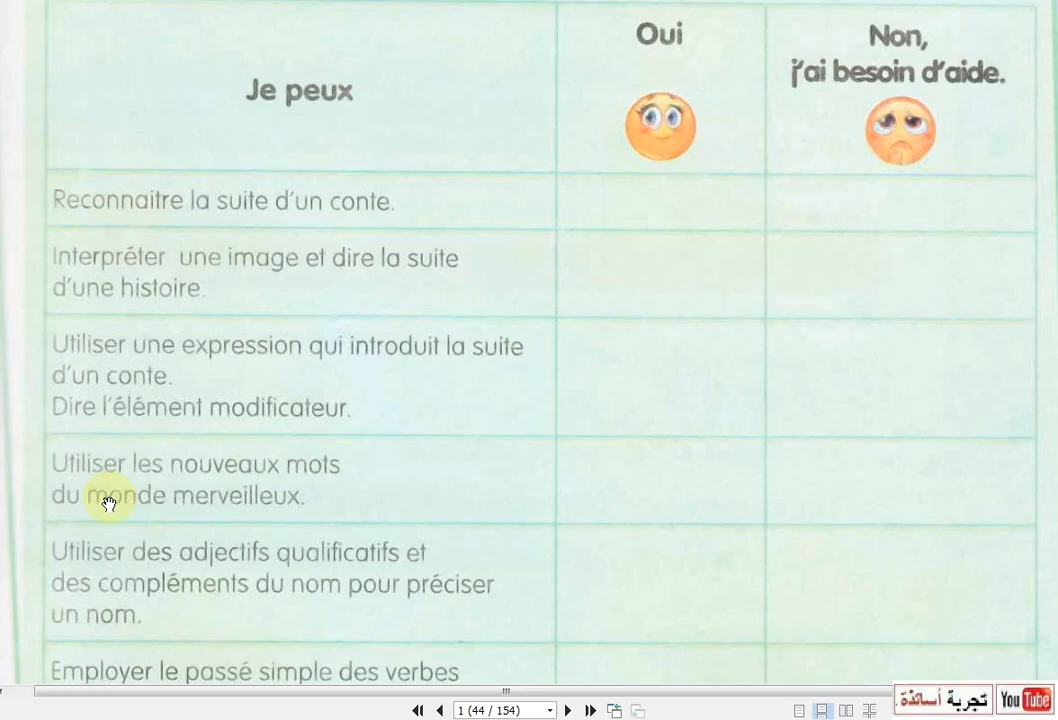 Oui
Non,
j'ai besoin d'aide.
Je peux
Reconnaitre la suite d'un conte.
Interpréter une image et dire la suite
d'une histoire.
Utiliser une expression qui introduit la suite
d'un conte.
Dire l'élément modificateur.
Utiliser les nouveaux mots
du monde merveilleux.
Utiliser des adjectifs qualificatifs et
des compléments du nom pour préciser
un nom.
Employer le passé simple des verbes
1 (44 / 154)
تجربة أساتذة
You Tube